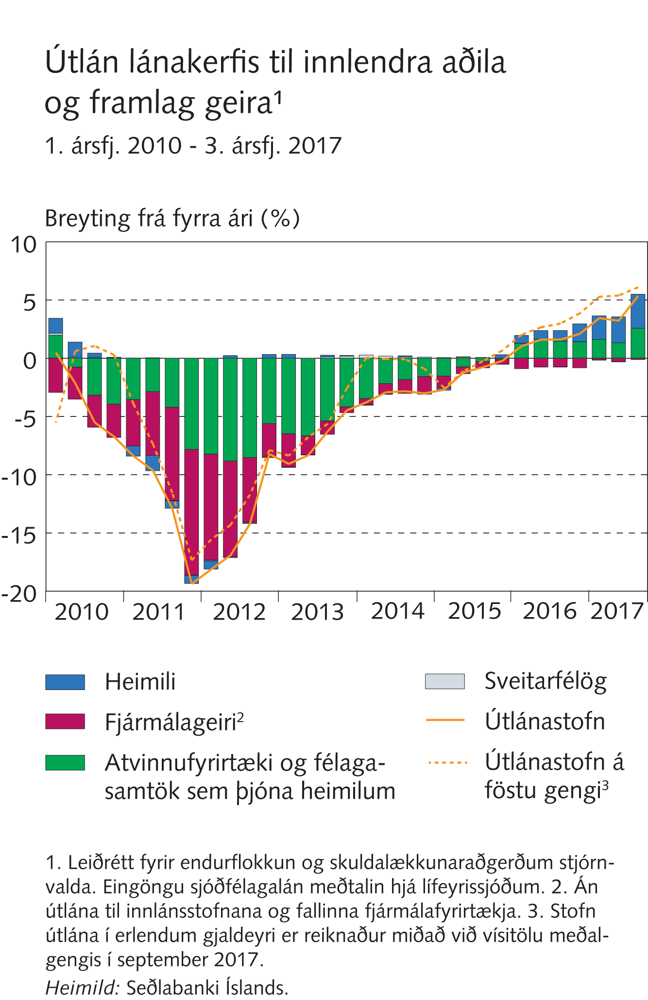 Útlán lánakerfis til innlendra aðila
og framlag geira¹
1. ársfj. 2010 - 3. ársfj. 2017
Breyting frá fyrra ári (%)
10
5
0
-5
-10
-15
-20
2010 2011 2012 2013 2014 2015 2016 2017
Heimili
Fjármálageiri²
Atvinnufyrirtæki og félaga-
samtök sem þjóna heimilum
Sveitarfélög
Útlánastofn
Útlánastofn á
föstu gengi³
1. Leiðrétt fyrir endurflokkun og skuldalækkunaraðgerðum stjórn-
valda. Eingöngu sjóðfélagalán meðtalin hjá lífeyrissjóðum. 2. Án
útlána til innlánsstofnana og fallinna fjármálafyrirtækja. 3. Stofn
útlána í erlendum gjaldeyri er reiknaður miðað við vísitölu meðal-
gengis í september 2017.
Heimild: Seðlabanki Íslands.